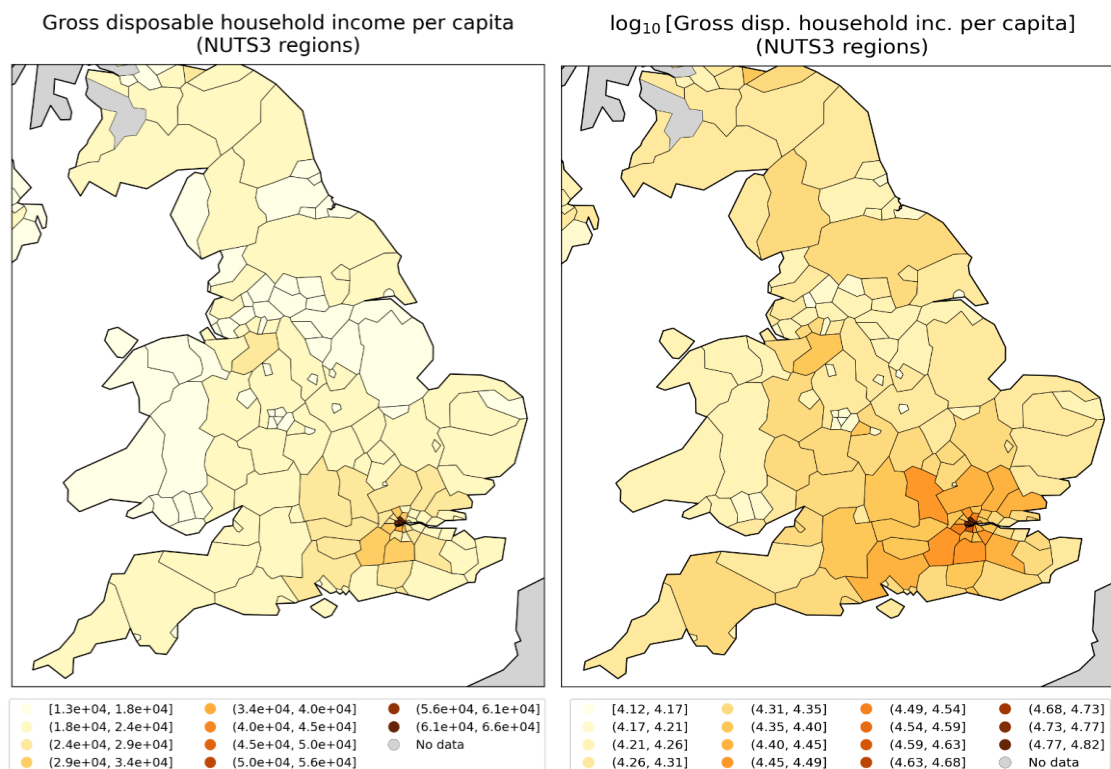 Gross disposable household income per capita
(NUTS3 regions)
log₁₀ [Gross disp. household inc. per capita]
(NUTS3 regions)
[1.3e+04, 1.8e+04]
(1.8e+04, 2.4e+04]
(2.4e+04, 2.9e+04]
(2.9e+04, 3.4e+04]
(3.4e+04, 4.0e+04]
(4.0e+04, 4.5e+04]
(4.5e+04, 5.0e+04]
(5.0e+04, 5.6e+04]
(5.6e+04, 6.1e+04]
(6.1e+04, 6.6e+04]
No data
[4.12, 4.17]
(4.17, 4.21]
(4.21, 4.26]
(4.26, 4.31]
(4.31, 4.35]
(4.35, 4.40]
(4.40, 4.45]
(4.45, 4.49]
(4.49, 4.54]
(4.54, 4.59]
(4.59, 4.63]
(4.63, 4.68]
(4.68, 4.73]
(4.73, 4.77]
(4.77, 4.82]
No data